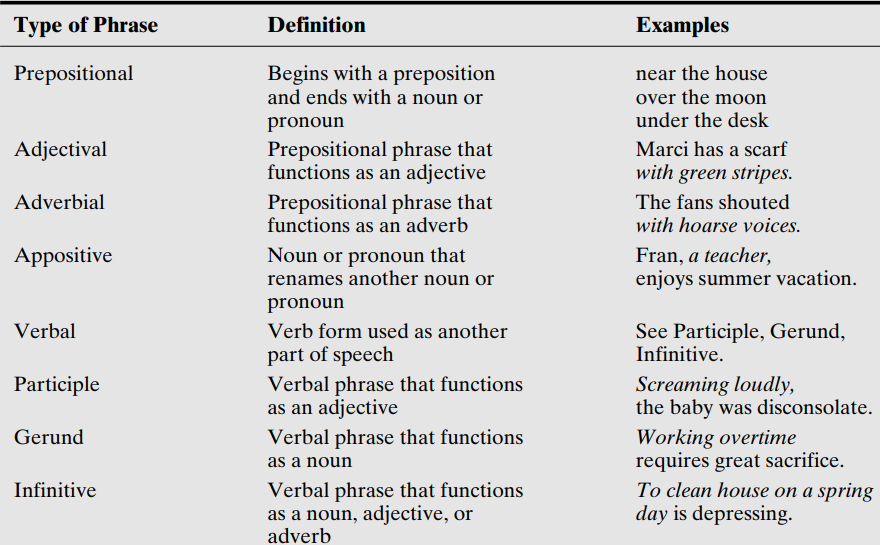 Type of Phrase Definition Examples
Prepositional Begins with a preposition near the house
and ends with a noun or over the moon
pronoun under the desk
Adjectival Prepositional phrase that Marci has a scarf
functions as an adjective with green stripes.
Adverbial Prepositional phrase that The fans shouted
functions as an adverb with hoarse voices.
Appositive Noun or pronoun that Fran, a teacher,
renames another noun or enjoys summer vacation.
pronoun
Verbal Verb form used as another See Participle, Gerund,
part of speech Infinitive.
Participle Verbal phrase that functions Screaming loudly,
as an adjective the baby was disconsolate.
Gerund Verbal phrase that functions Working overtime
as a noun requires great sacrifice.
Infinitive Verbal phrase that functions To clean house on a spring
as a noun, adjective, or day is depressing.
adverb